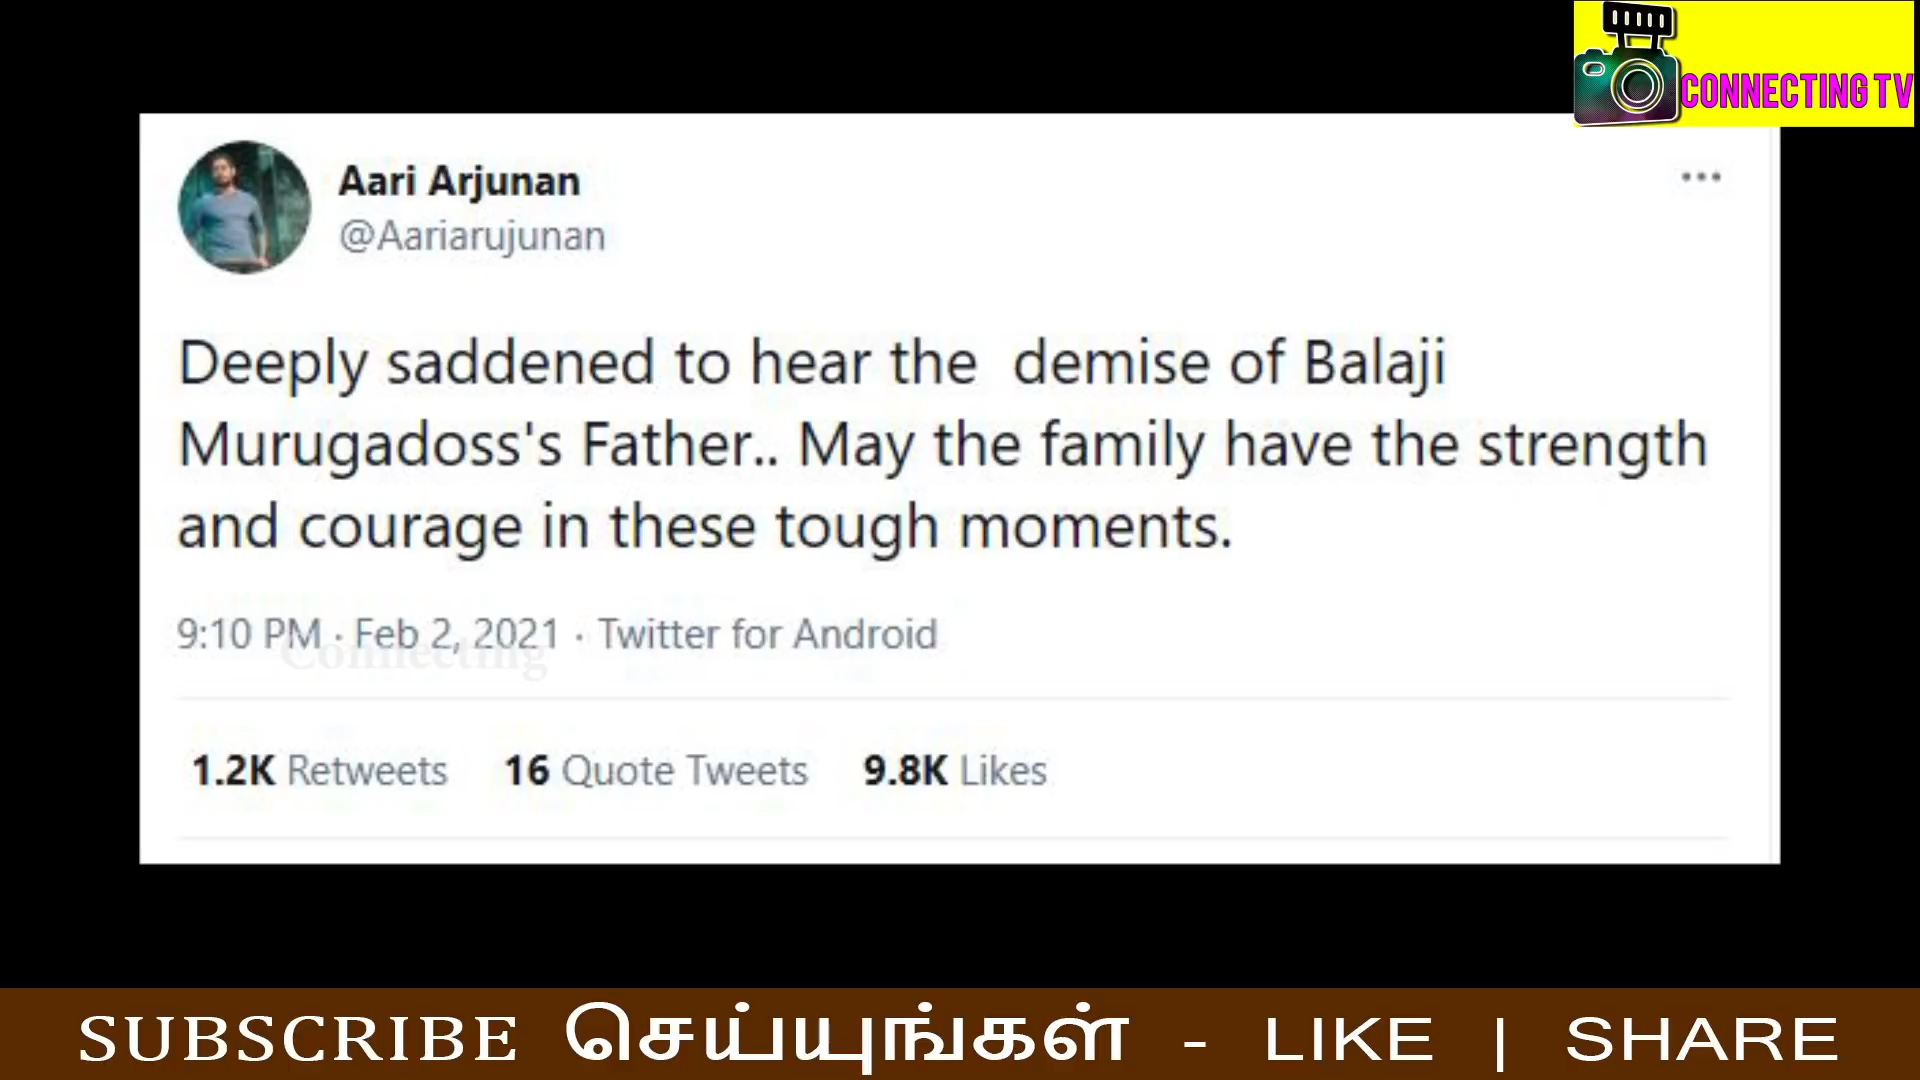 CONNECTING TV
Aari Arjunan
@Aariarujunan
Deeply saddened to hear the demise of Balaji
Murugadoss's Father.. May the family have the strength
and courage in these tough moments.
9:10 PM · Feb 2, 2021 · Twitter for Android
Connecting
1.2K Retweets 16 Quote Tweets 9.8K Likes
SUBSCRIBE செய்யுங்கள் - LIKE | SHARE